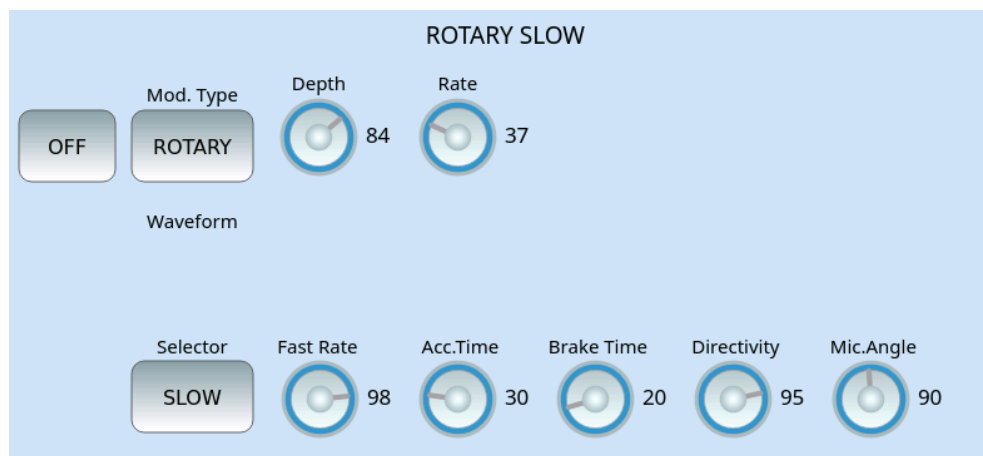 ROTARY SLOW
Mod. Type
Depth
Rate
OFF
ROTARY
84
37
Waveform
Selector
Fast Rate
Acc.Time
Brake Time
Directivity
Mic.Angle
SLOW
98
30
20
95
90